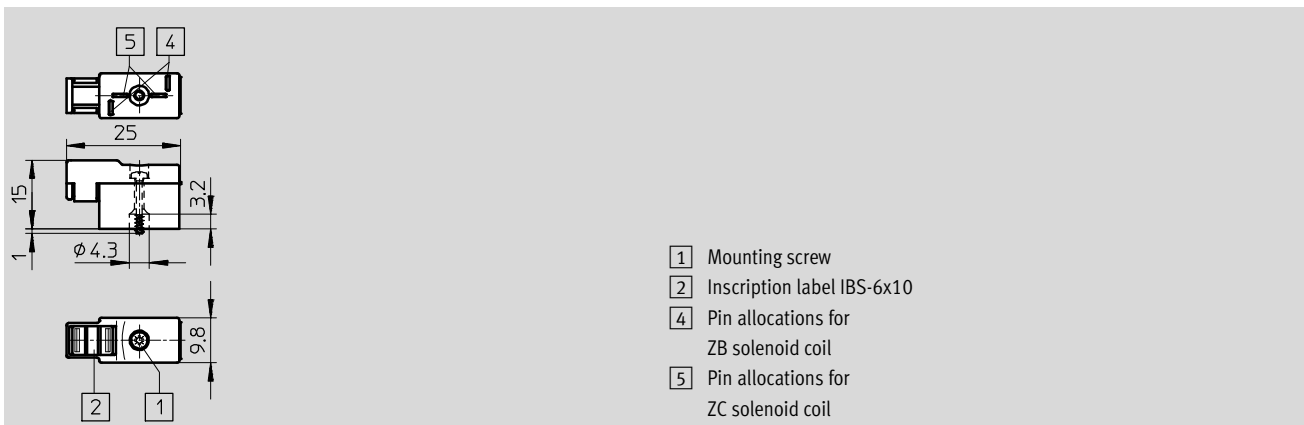 5 4
25
15
3.2
1
φ 4.3
9.8
2 1
1 Mounting screw
2 Inscription label IBS-6x10
4 Pin allocations for
ZB solenoid coil
5 Pin allocations for
ZC solenoid coil